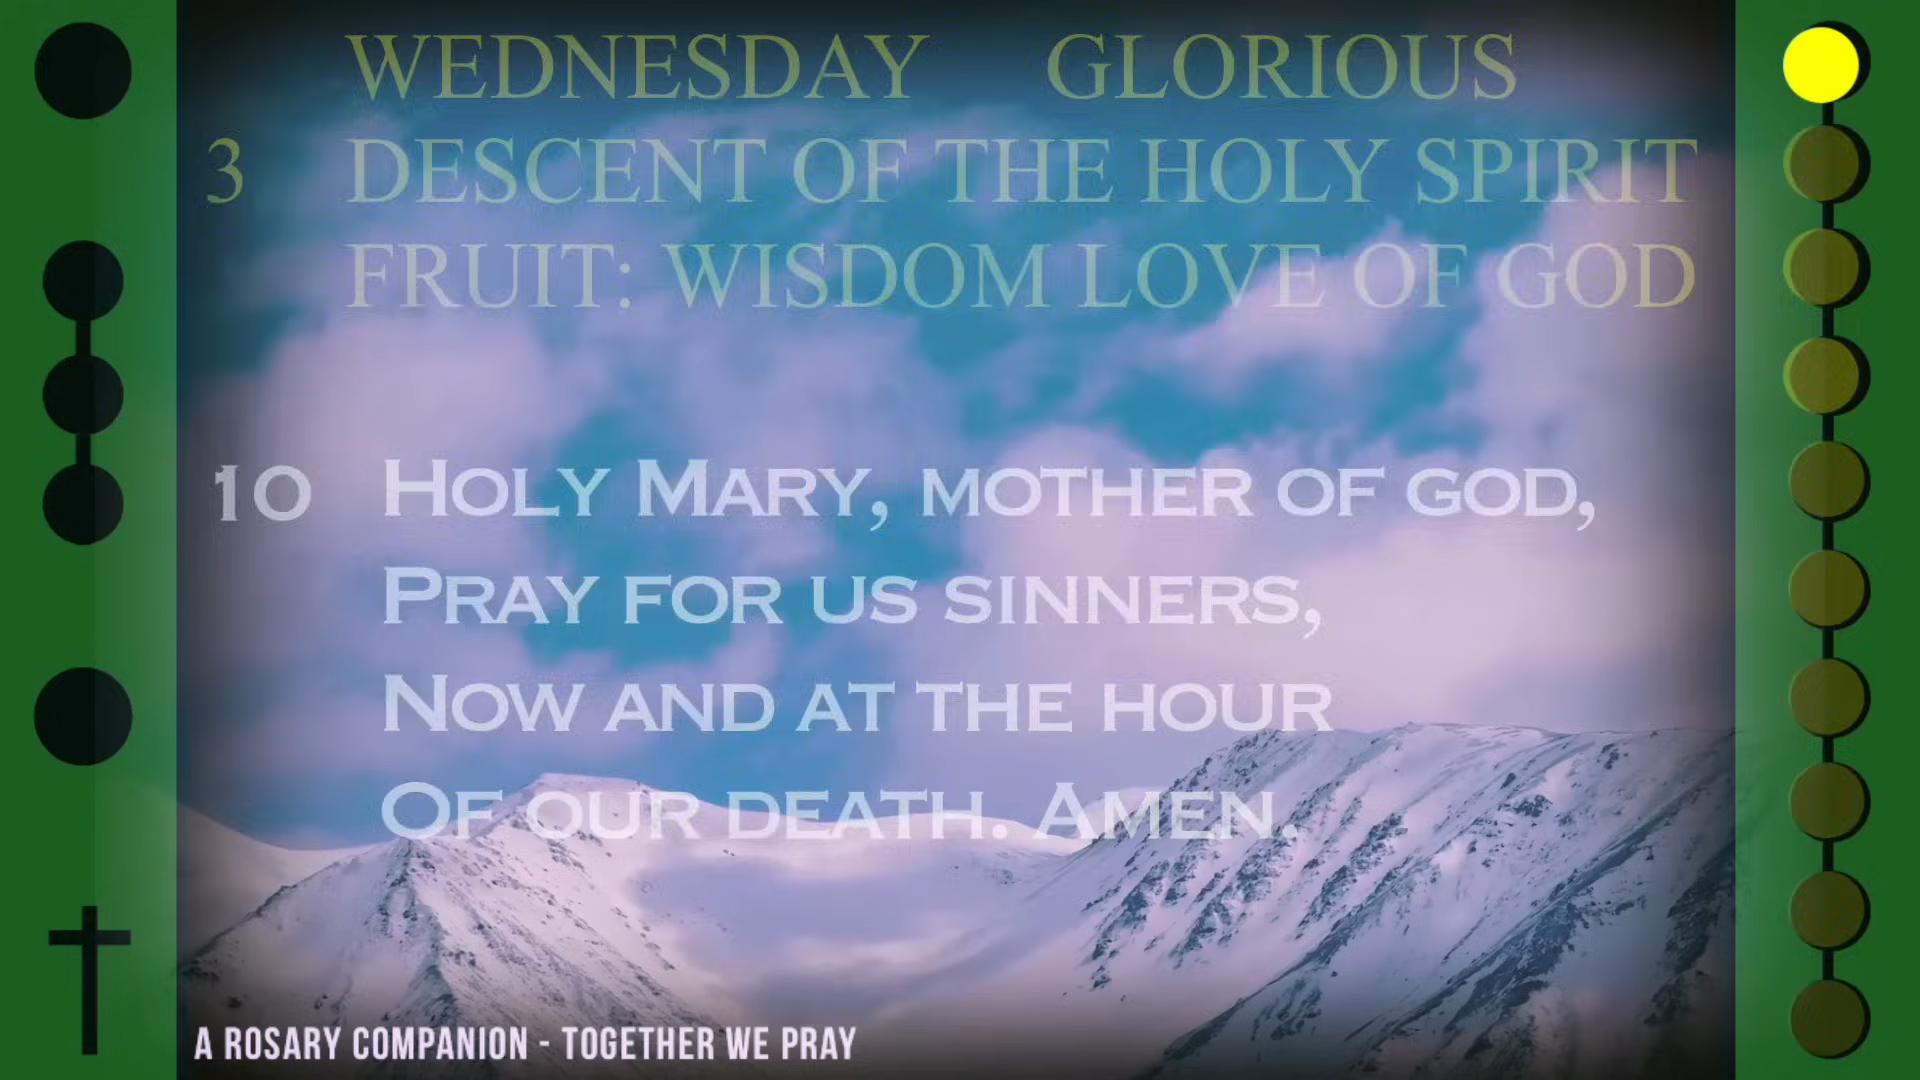 WEDNESDAY GLORIOUS
3 DESCENT OF THE HOLY SPIRIT
FRUIT: WISDOM LOVE OF GOD
10 HOLY MARY, MOTHER OF GOD,
PRAY FOR US SINNERS,
NOW AND AT THE HOUR
OF OUR DEATH. AMEN.
A ROSARY COMPANION - TOGETHER WE PRAY